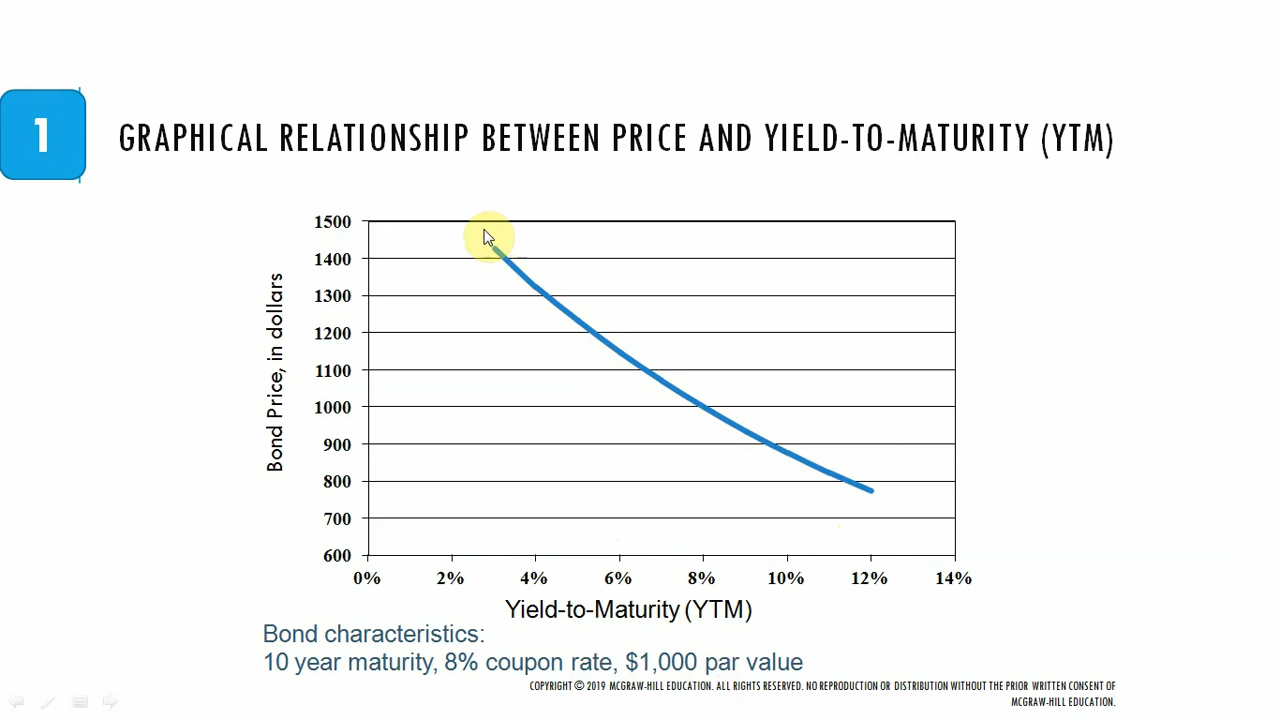 1
GRAPHICAL RELATIONSHIP BETWEEN PRICE AND YIELD-TO-MATURITY (YTM)
Bond Price, in dollars
1500
1400
1300
1200
1100
1000
900
800
700
600
0% 2% 4% 6% 8% 10% 12% 14%
Yield-to-Maturity (YTM)
Bond characteristics:
10 year maturity, 8% coupon rate, $1,000 par value
COPYRIGHT © 2019 MCGRAW-HILL EDUCATION. ALL RIGHTS RESERVED. NO REPRODUCTION OR DISTRIBUTION WITHOUT THE PRIOR WRITTEN CONSENT OF
MCGRAW-HILL EDUCATION.